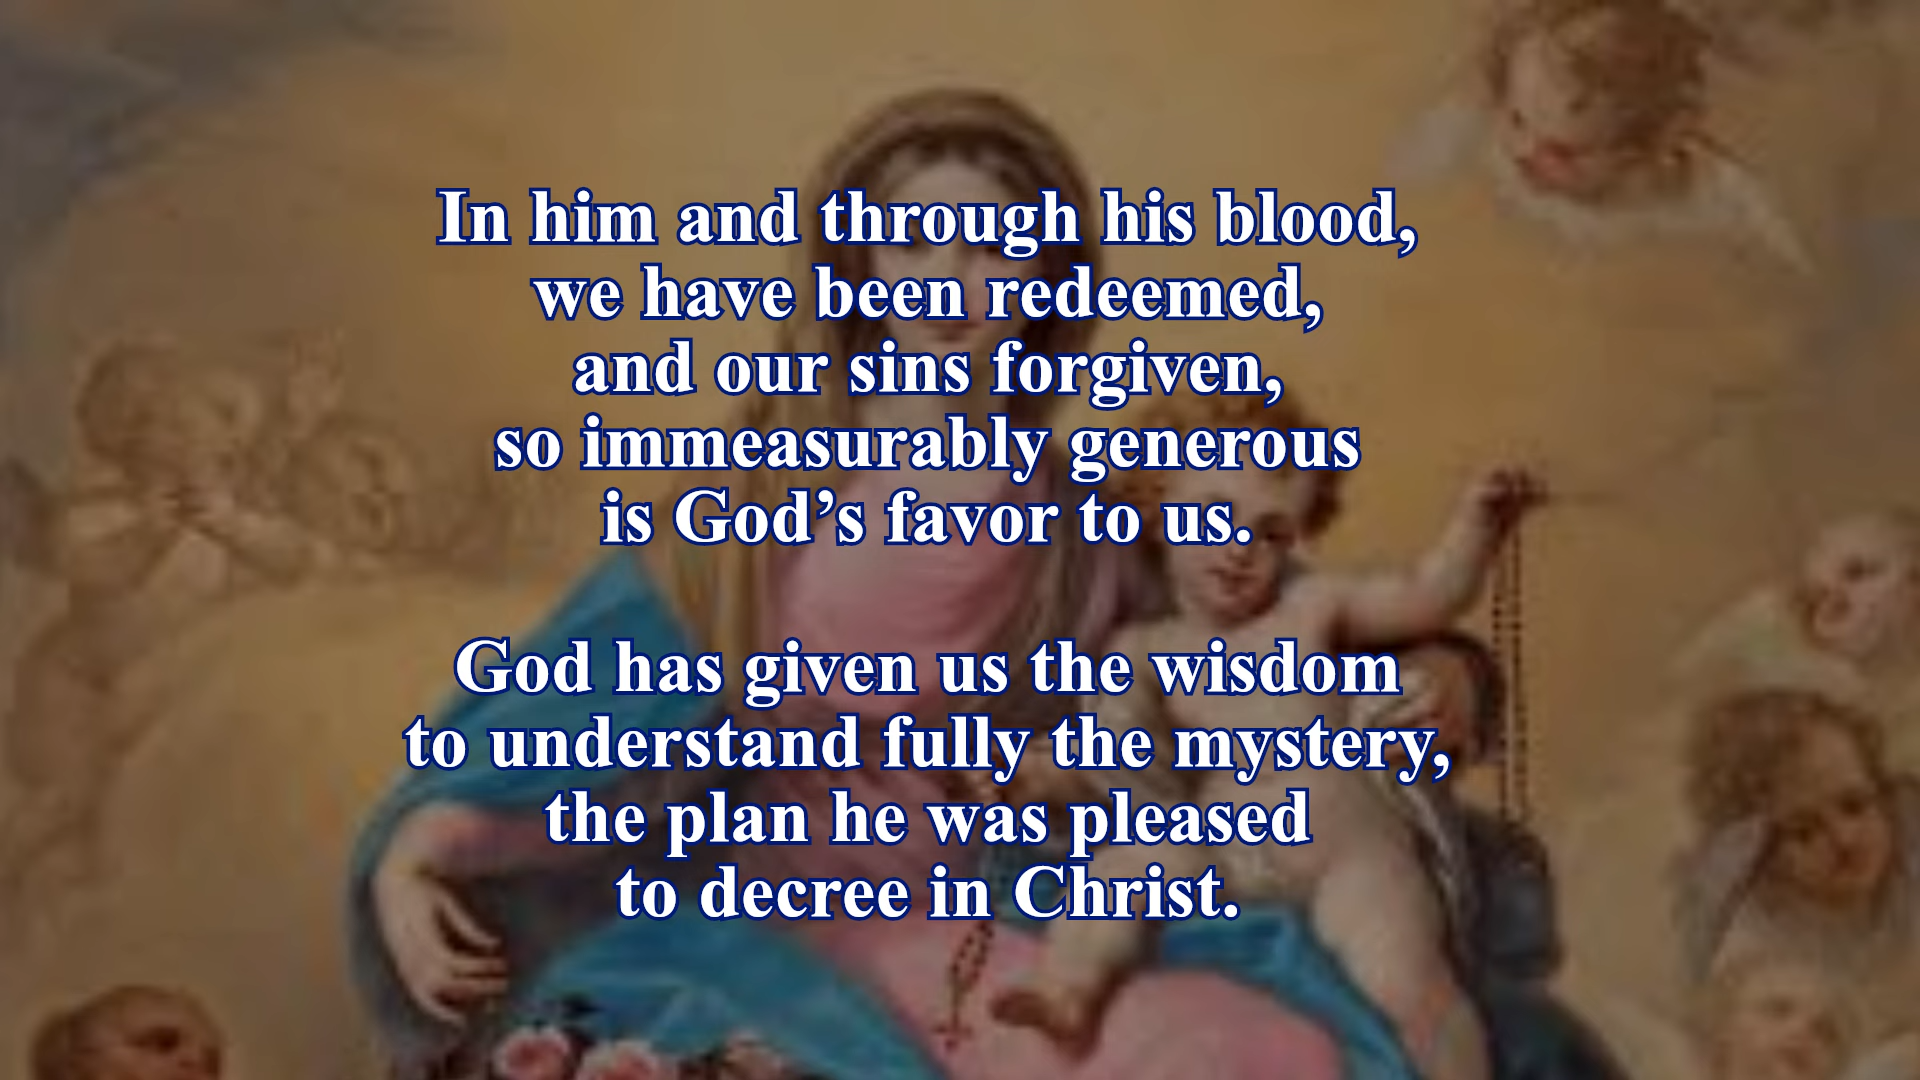 In him and through his blood,
we have been redeemed,
and our sins forgiven,
so immeasurably generous
is God’s favor to us.
God has given us the wisdom
to understand fully the mystery,
the plan he was pleased
to decree in Christ.